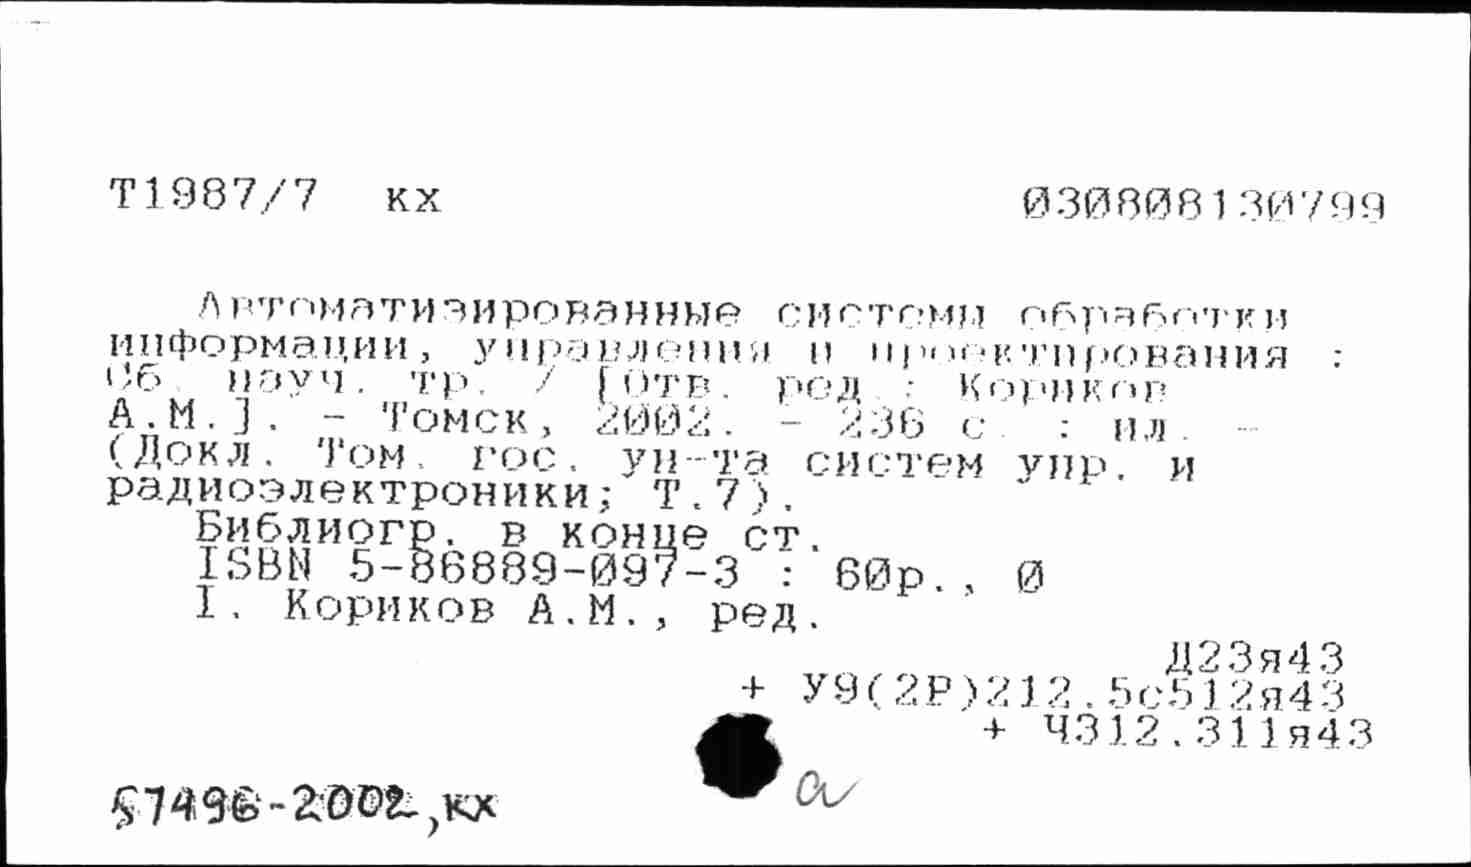 Т1987/7 кх 030808130799
Автоматизированные системы обработки
информации, управления и проектирования :
Сб. науч. тр. / [Отв. ред.: Кориков
А.М.]. - Томск, 2002. - 236 с. : ил. -
(Докл. Том. гос. ун-та систем упр. и
радиоэлектроники; Т.7).
Библиогр. в конце ст.
ISBN 5-86889-097-3 : 60р., 0
I. Кориков А.М., ред.
Д23я43
+ У9(2Р)212.5с512я43
+ Ч312.311я43
а
57496-2002,кх